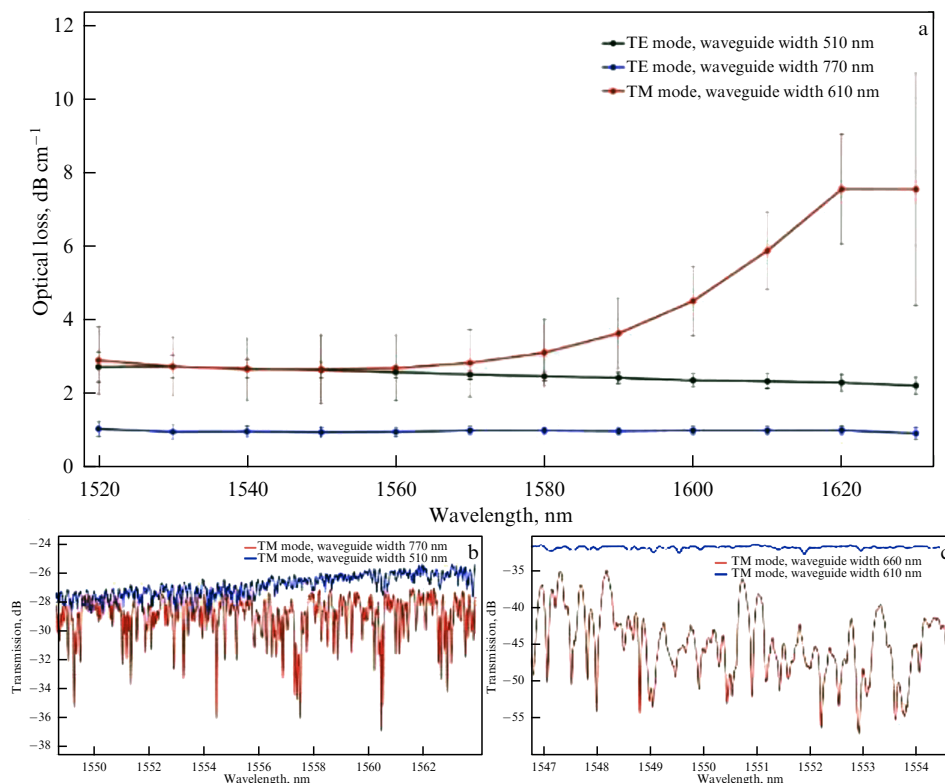 12
10
8
6
4
2
0
Optical loss, dB cm−1
a
TE mode, waveguide width 510 nm
TE mode, waveguide width 770 nm
TM mode, waveguide width 610 nm
1520 1540 1560 1580 1600 1620
Wavelength, nm
−24
−26
−28
−30
−32
−34
−36
−38
Transmission, dB
b
TM mode, waveguide width 770 nm
TM mode, waveguide width 510 nm
1550 1552 1554 1556 1558 1560 1562
Wavelength, nm
−35
−40
−45
−50
−55
Transmission, dB
c
TM mode, waveguide width 660 nm
TM mode, waveguide width 610 nm
1547 1548 1549 1550 1551 1552 1553 1554
Wavelength, nm